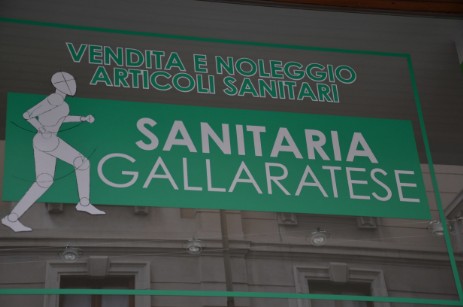 VENDITA E NOLEGGIO
ARTICOLI SANITARI
SANITARIA
GALLARATESE